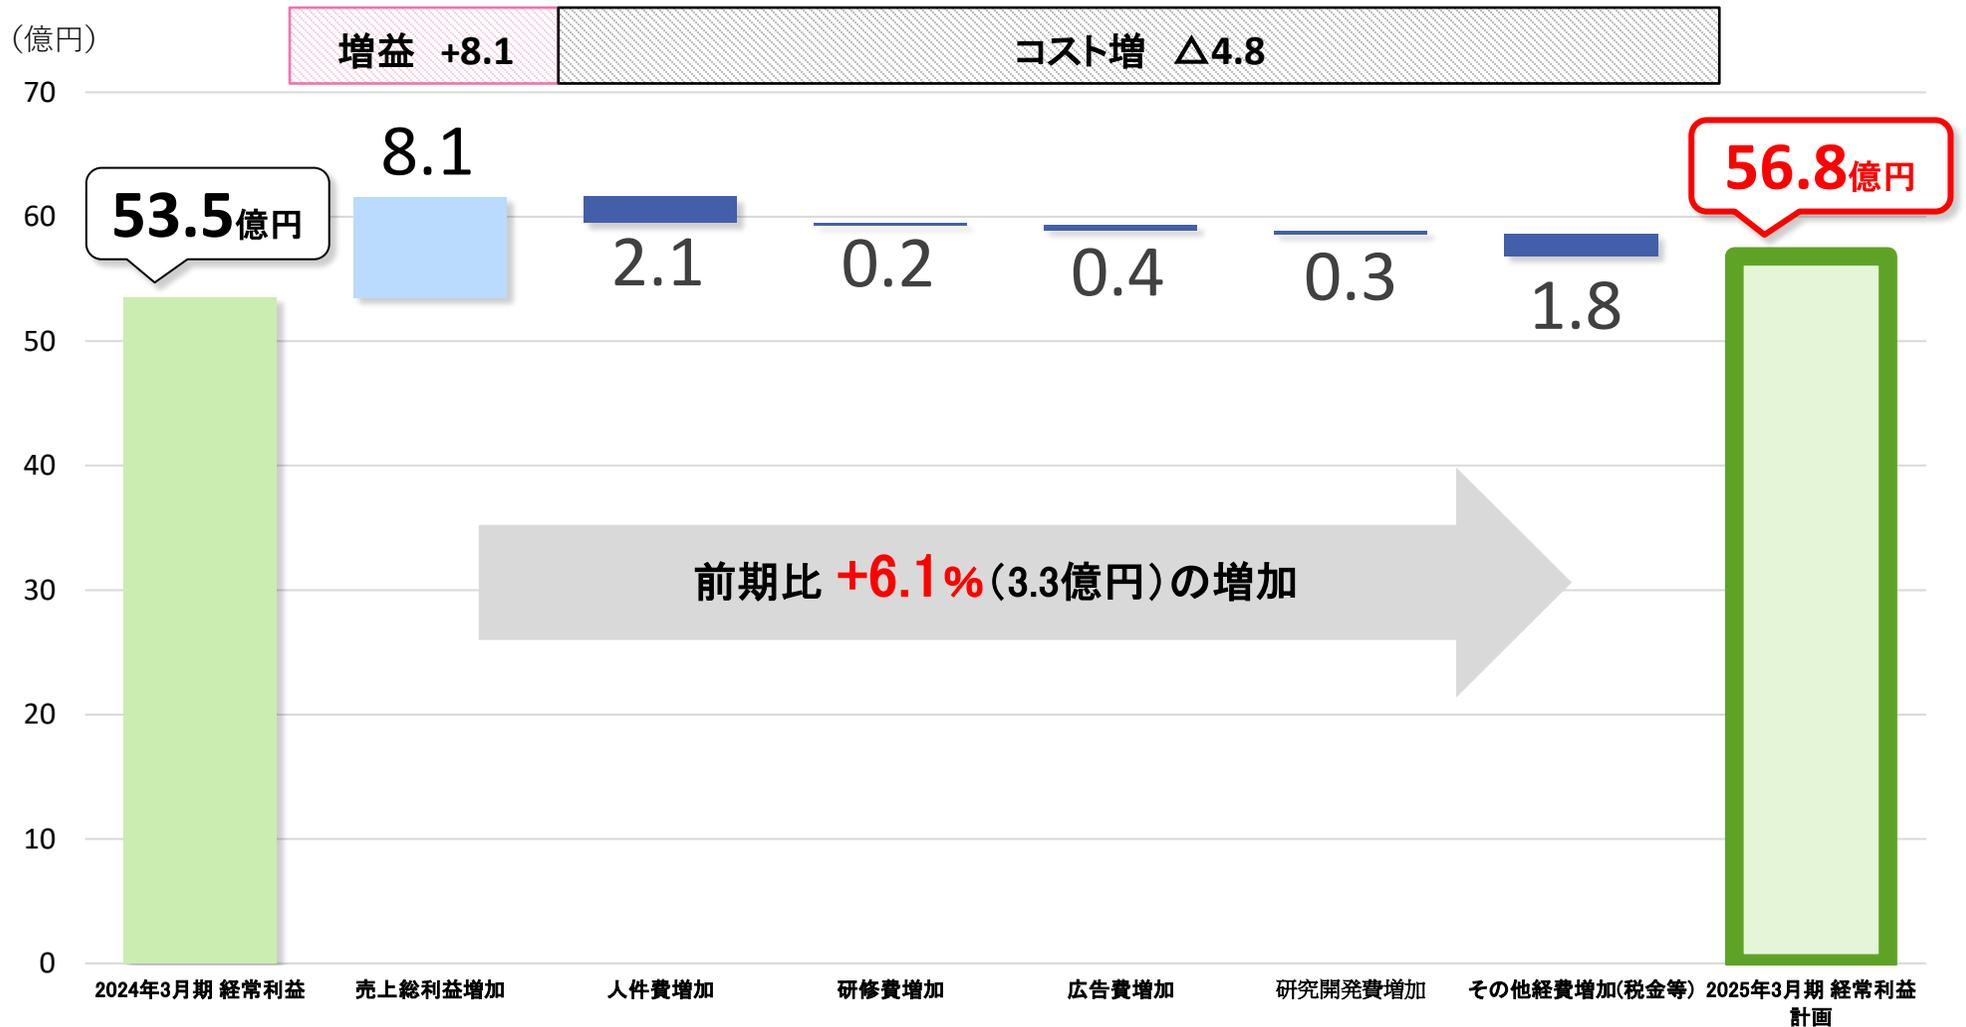 (億円)
増益 +8.1
コスト増 △4.8
70
60
50
40
30
20
10
0
53.5億円
8.1
2.1
0.2
0.4
0.3
1.8
56.8億円
前期比 +6.1%(3.3億円)の増加
2024年3月期 経常利益
売上総利益増加
人件費増加
研修費増加
広告費増加
研究開発費増加
その他経費増加(税金等)
2025年3月期 経常利益
計画